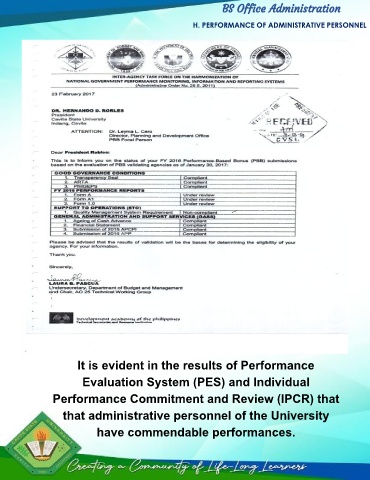 BS Office Administration
H. PERFORMANCE OF ADMINISTRATIVE PERSONNEL
INTER-AGENCY TASK FORCE ON THE HARMONIZATION OF
NATIONAL GOVERNMENT PERFORMANCE MONITORING, INFORMATION AND REPORTING SYSTEMS
(Administrative Order No. 25 S. 2011)
23 February 2017
DR. HERNANDO D. ROBLES
President
Cavite State University
Indang, Cavite
RECEIVED
ATTENTION: Dr. Leyma L. Cero
Director, Planning and Development Office
PBB Focal Person
Dear President Robles:
This is to inform you on the status of your FY 2016 Performance-Based Bonus (PBB) submissions
based on the evaluation of PBB validating agencies as of January 30, 2017:
GOOD GOVERNANCE CONDITIONS
1. Transparency Seal Compliant
2. ARTA Compliant
3. PhilGEPS Compliant
FY 2016 PERFORMANCE REPORTS
1. Form A Under review
2. Form A1 Under review
3. Form 1.0 Under review
SUPPORT TO OPERATIONS (STO)
Quality Management System Requirement Non-compliant
GENERAL ADMINISTRATION AND SUPPORT SERVICES (GASS)
1. Ageing of Cash Advance Compliant
2. Financial Statement Compliant
3. Submission of 2015 APCPI Compliant
4. Submission of 2016 APP Compliant
Please be advised that the results of validation will be the bases for determining the eligibility of your
agency. For your information.
Thank you.
Sincerely,
LAURA B. PASCUA
Undersecretary, Department of Budget and Management
and Chair, AO 25 Technical Working Group
Development academy of the philippines
Technical Secretariat and Resource Institution
It is evident in the results of Performance
Evaluation System (PES) and Individual
Performance Commitment and Review (IPCR) that
that administrative personnel of the University
have commendable performances.
Creating a Community of Life-Long Learners